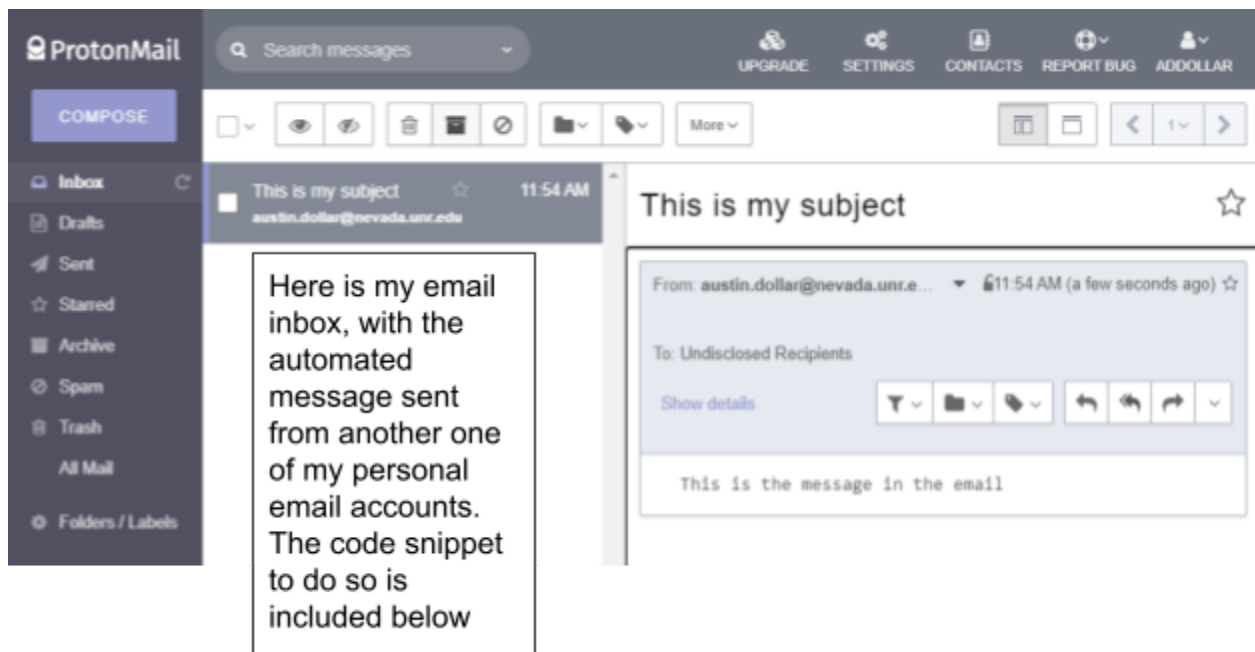 ProtonMail
Search messages
UPGRADE
SETTINGS
CONTACTS
REPORT BUG
ADDOLLAR
COMPOSE
More
1
Inbox
Drafts
Sent
Starred
Archive
Spam
Trash
All Mail
Folders / Labels
This is my subject 11:54 AM
austin.dollar@nevada.unr.edu
Here is my email
inbox, with the
automated
message sent
from another one
of my personal
email accounts.
The code snippet
to do so is
included below
This is my subject
From: austin.dollar@nevada.unr.e... 11:54 AM (a few seconds ago)
To: Undisclosed Recipients
Show details
This is the message in the email